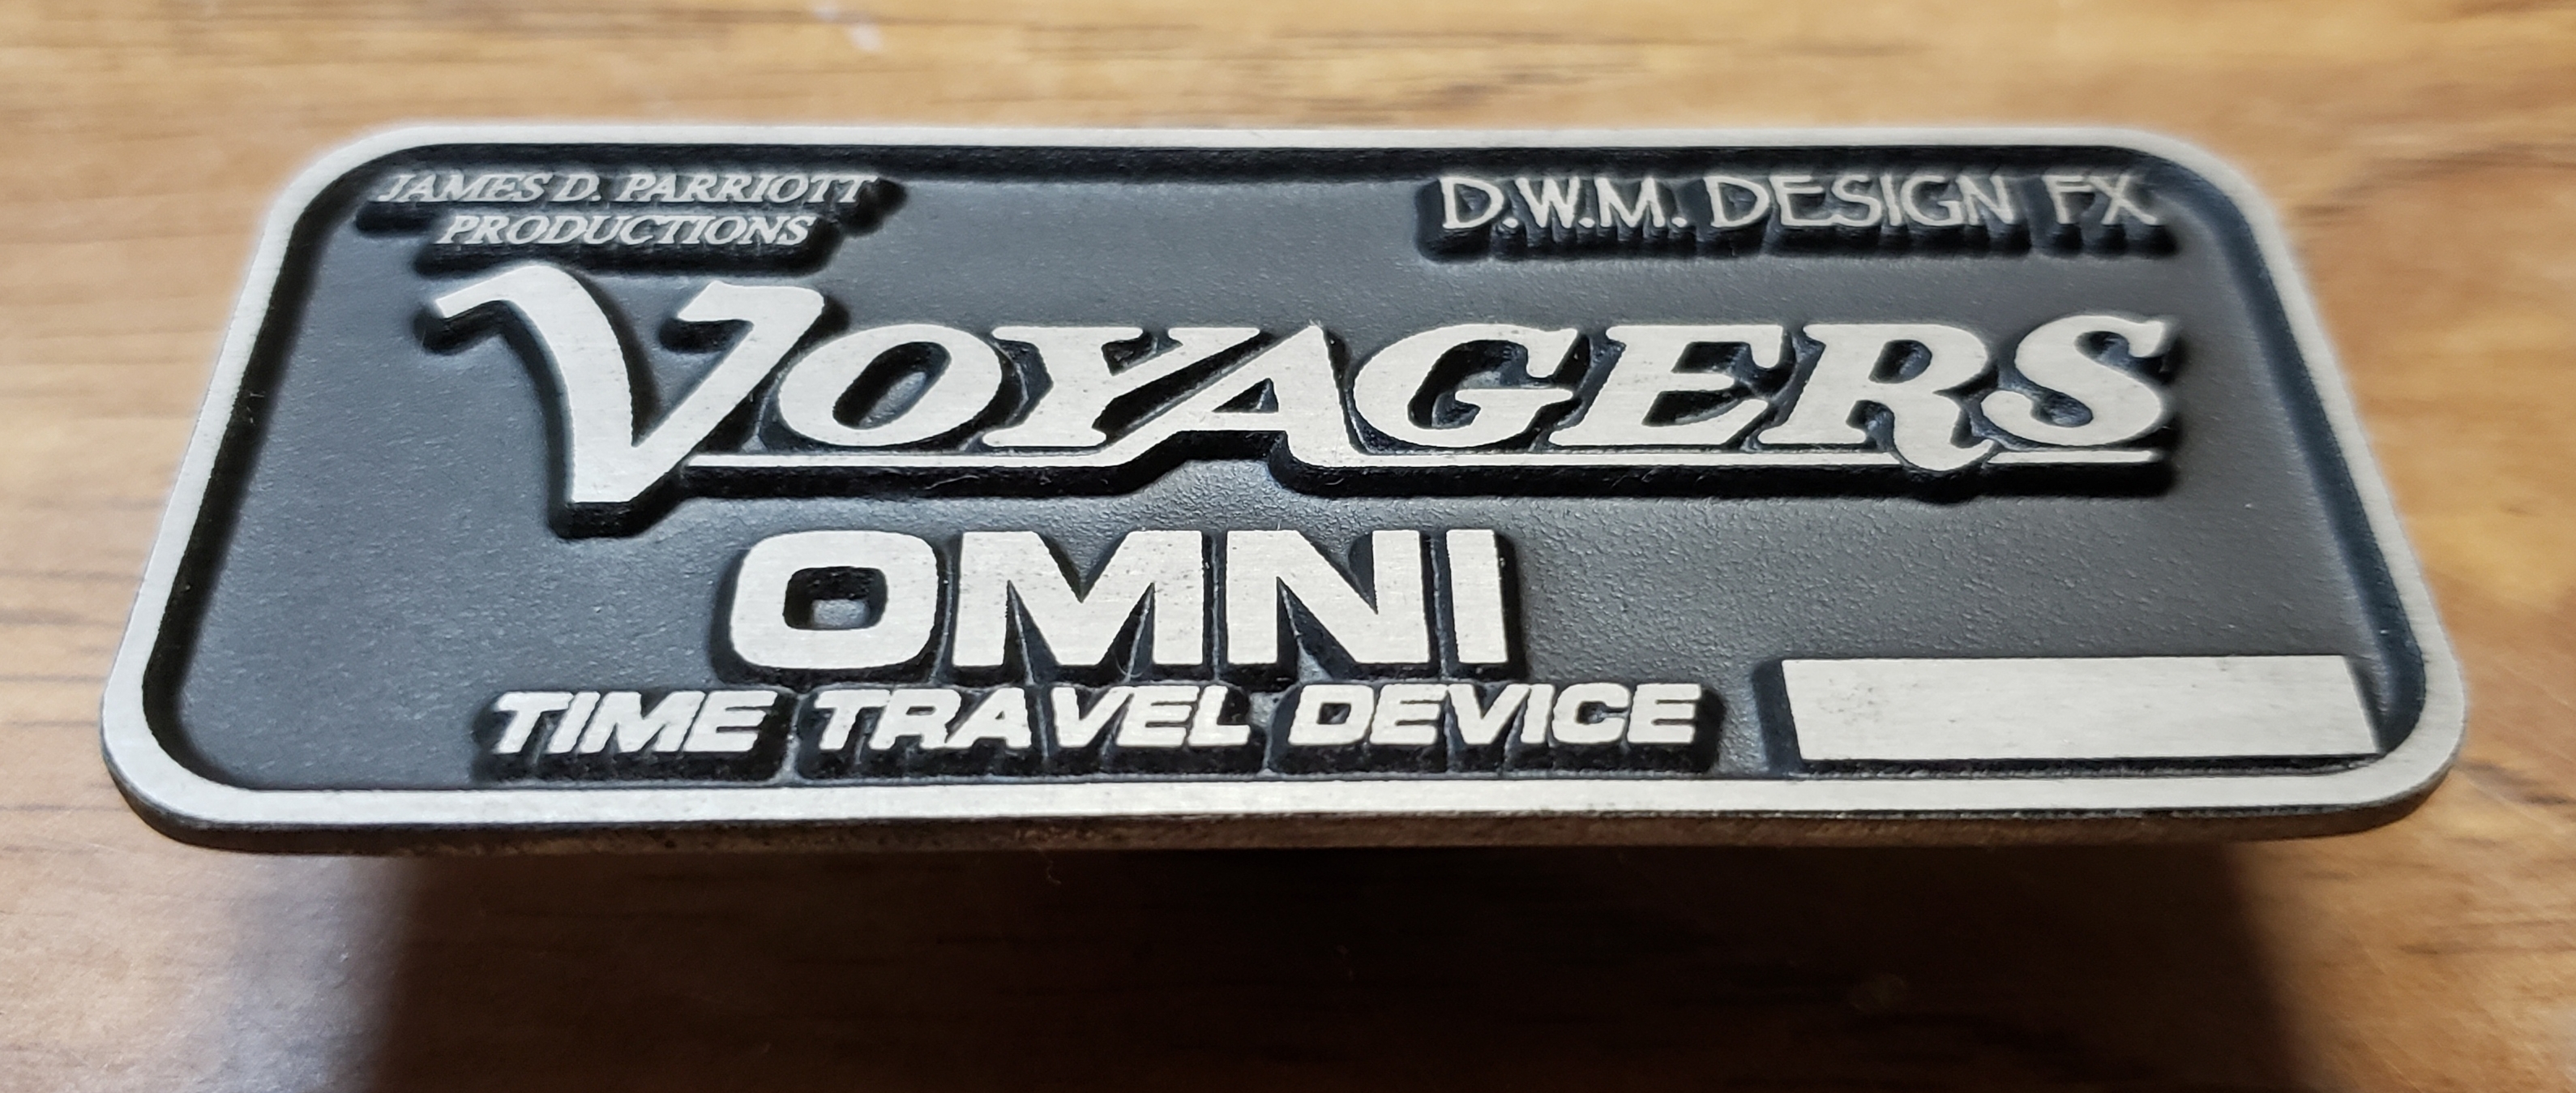 JAMES D. PARRIOTT
PRODUCTIONS
D.W.M. DESIGN FX
VOYAGERS
OMNI
TIME TRAVEL DEVICE